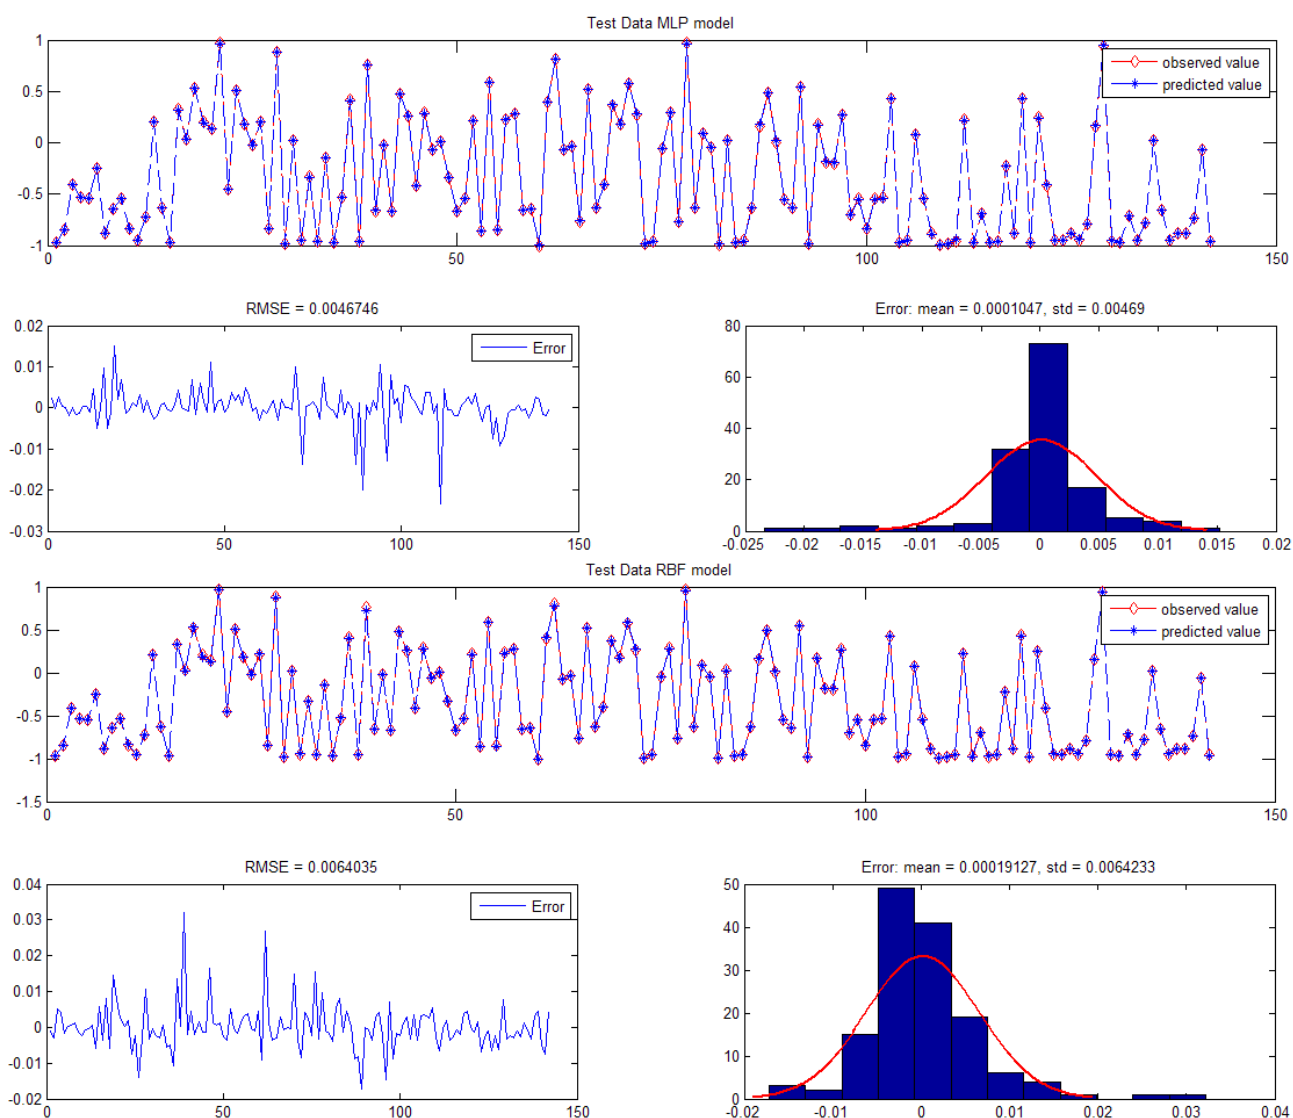 Test Data MLP model
1
0.5
0
-0.5
-1
observed value
predicted value
0 50 100 150
RMSE = 0.0046746
0.02
0.01
0
-0.01
-0.02
-0.03
Error
0 50 100 150
Error: mean = 0.0001047, std = 0.00469
80
60
40
20
0
-0.025 -0.02 -0.015 -0.01 -0.005 0 0.005 0.01 0.015 0.02
Test Data RBF model
1
0.5
0
-0.5
-1
-1.5
observed value
predicted value
0 50 100 150
RMSE = 0.0064035
0.04
0.03
0.02
0.01
0
-0.01
-0.02
Error
0 50 100 150
Error: mean = 0.00019127, std = 0.0064233
50
40
30
20
10
0
-0.02 -0.01 0 0.01 0.02 0.03 0.04